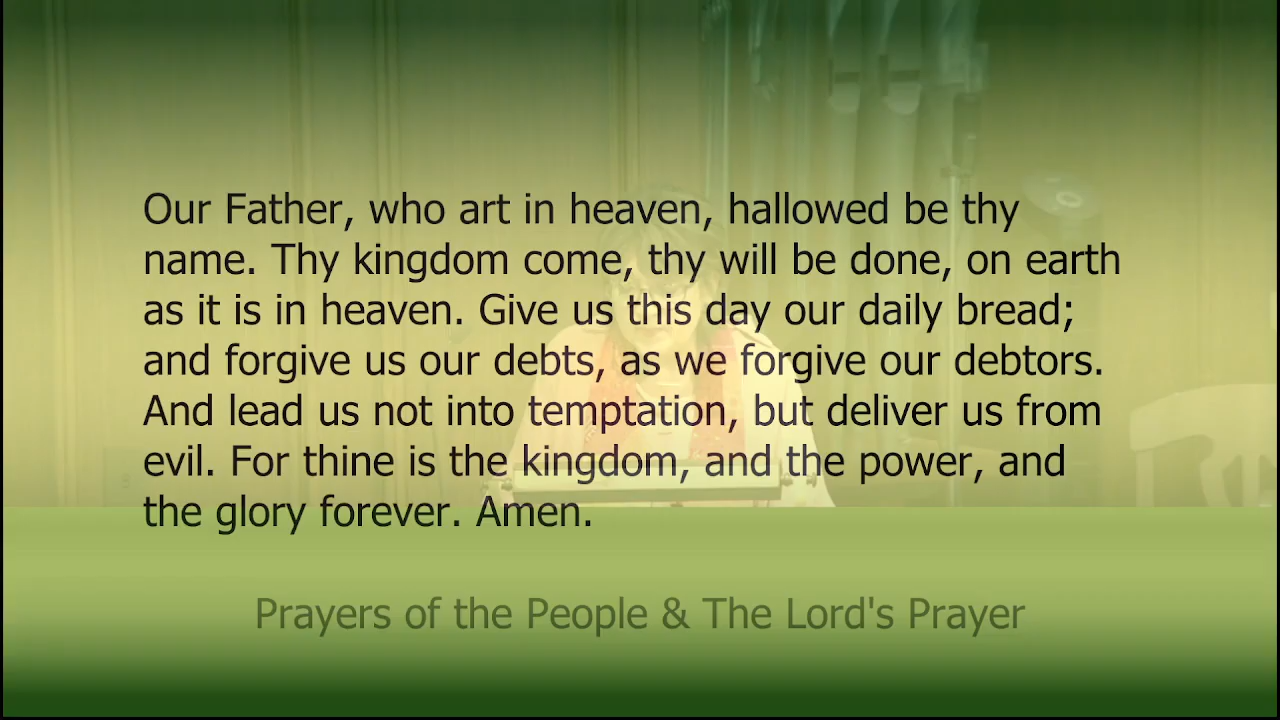 Our Father, who art in heaven, hallowed be thy
name. Thy kingdom come, thy will be done, on earth
as it is in heaven. Give us this day our daily bread;
and forgive us our debts, as we forgive our debtors.
And lead us not into temptation, but deliver us from
evil. For thine is the kingdom, and the power, and
the glory forever. Amen.
Prayers of the People & The Lord's Prayer